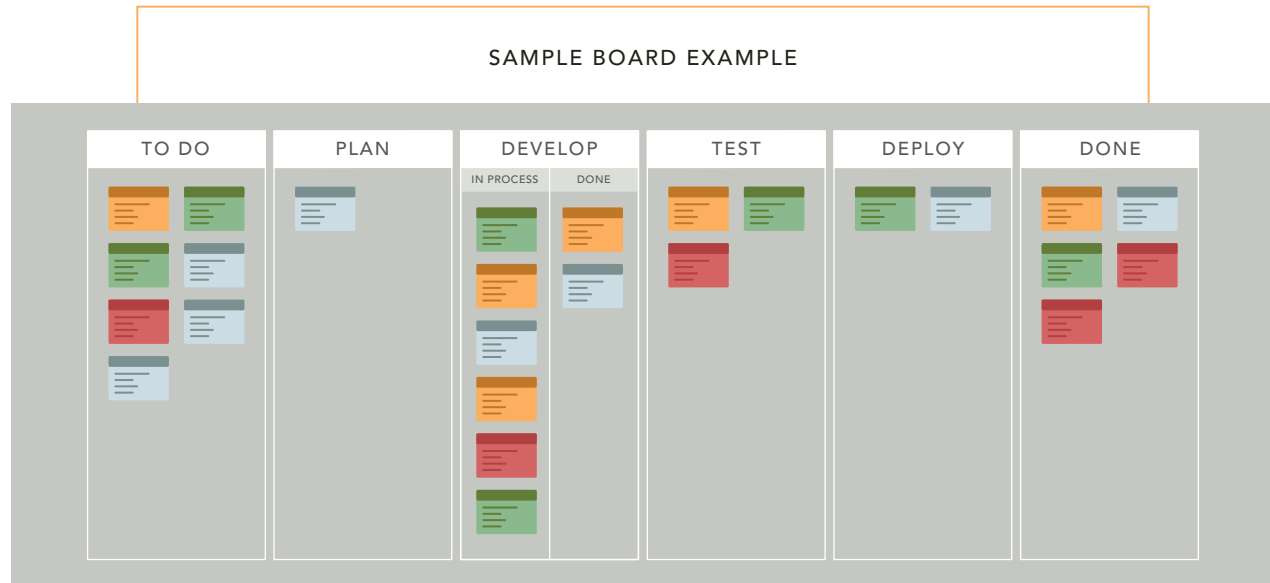 SAMPLE BOARD EXAMPLE
TO DO
PLAN
DEVELOP
TEST
DEPLOY
DONE
IN PROCESS
DONE